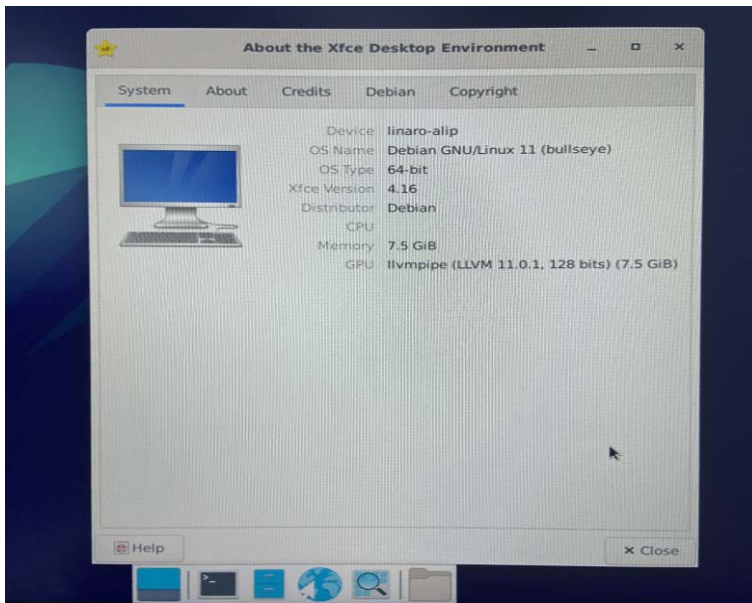 About the Xfce Desktop Environment
System About Credits Debian Copyright
Device linaro-alip
OS Name Debian GNU/Linux 11 (bullseye)
OS Type 64-bit
Xfce Version 4.16
Distributor Debian
CPU
Memory 7.5 GiB
GPU llvmpipe (LLVM 11.0.1, 128 bits) (7.5 GiB)
Help Close